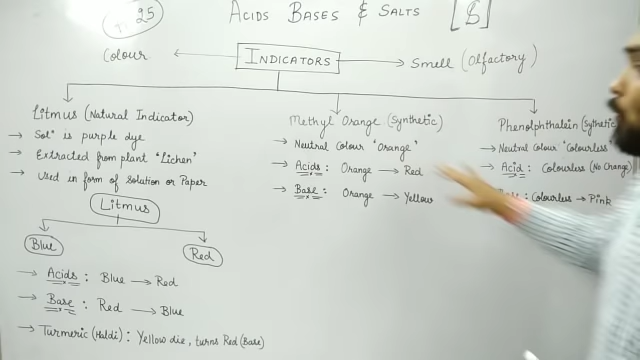 25
ACIDS BASES & SALTS
Colour
INDICATORS
Smell (Olfactory)
Litmus (Natural Indicator)
→ Sol" is purple dye
→ Extracted from plant "Lichen"
→ Used in form of solution or Paper
Litmus
Blue
Red
→ Acids : Blue → Red
→ Base : Red → Blue
→ Turmeric (Haldi) : Yellow die, turns Red (Base)
Methyl Orange (Synthetic)
→ Neutral Colour 'Orange'
→ Acids : Orange → Red
→ Base : Orange → Yellow
Phenolphthalein (Sythetic
→ Neutral Colour 'Colourless
→ Acid : Colourless (No Change)
: Colourless → Pink